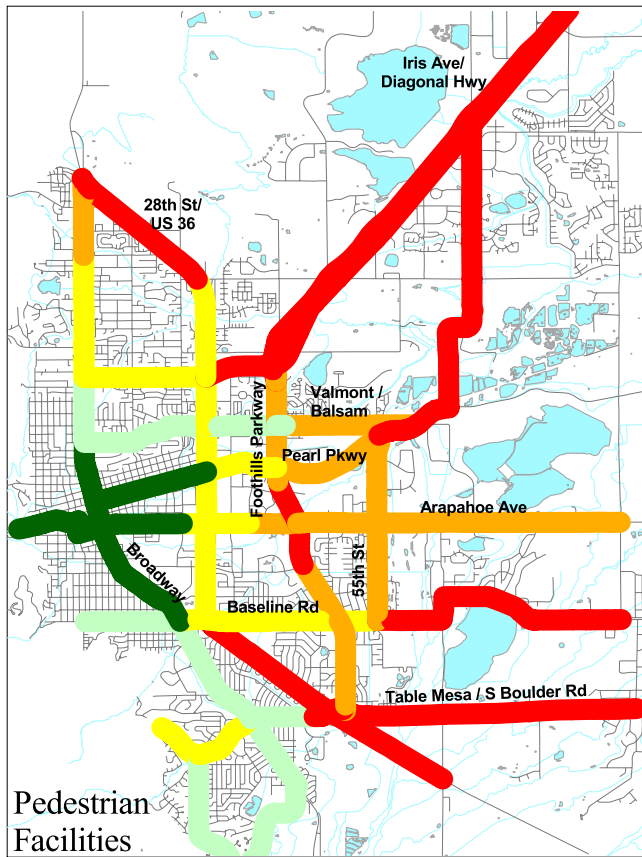 Iris Ave/
Diagonal Hwy
28th St/
US 36
Foothills Parkway
Valmont /
Balsam
Pearl Pkwy
Arapahoe Ave
Broadway
55th St
Baseline Rd
Table Mesa / S Boulder Rd
Pedestrian
Facilities